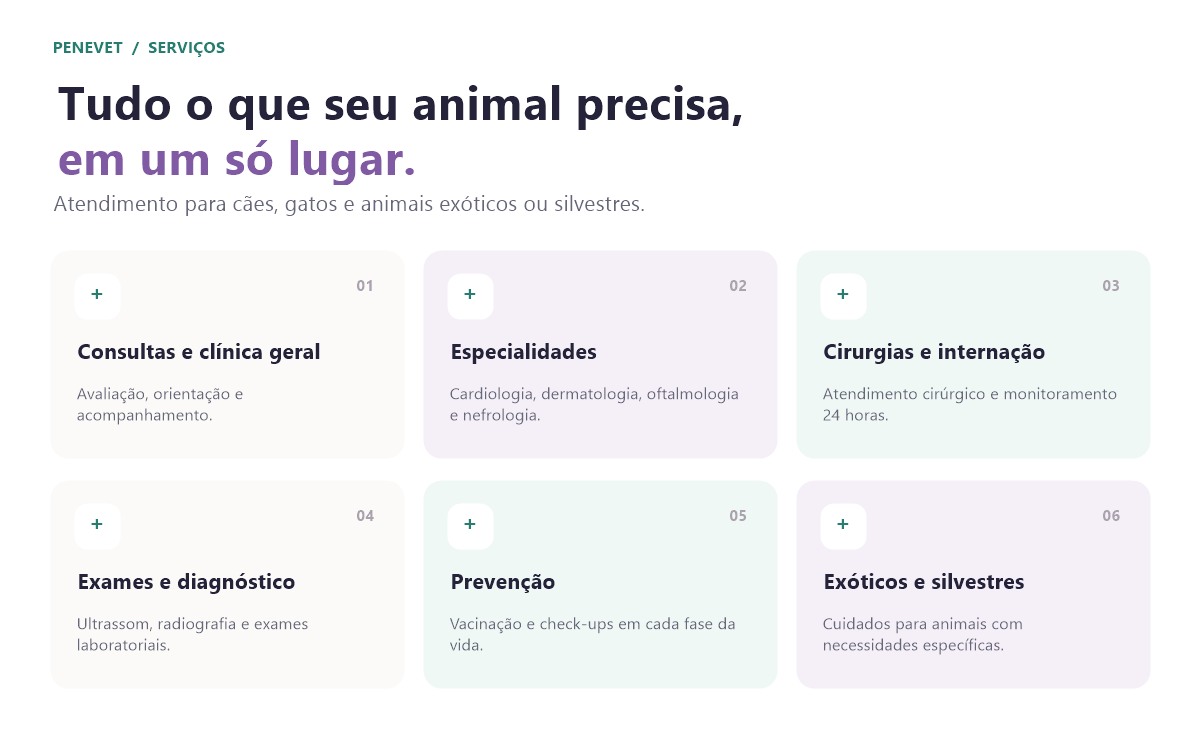 PENEVET / SERVIÇOS
Tudo o que seu animal precisa,
em um só lugar.
Atendimento para cães, gatos e animais exóticos ou silvestres.
+
01
Consultas e clínica geral
Avaliação, orientação e
acompanhamento.
+
02
Especialidades
Cardiologia, dermatologia, oftalmologia
e nefrologia.
+
03
Cirurgias e internação
Atendimento cirúrgico e monitoramento
24 horas.
+
04
Exames e diagnóstico
Ultrassom, radiografia e exames
laboratoriais.
+
05
Prevenção
Vacinação e check-ups em cada fase da
vida.
+
06
Exóticos e silvestres
Cuidados para animais com
necessidades específicas.